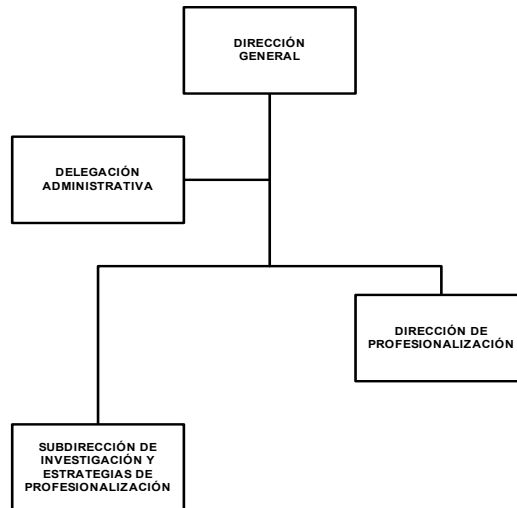 DIRECCIÓN
GENERAL
DELEGACIÓN
ADMINISTRATIVA
DIRECCIÓN DE
PROFESIONALIZACIÓN
SUBDIRECCIÓN DE
INVESTIGACIÓN Y
ESTRATEGIAS DE
PROFESIONALIZACIÓN